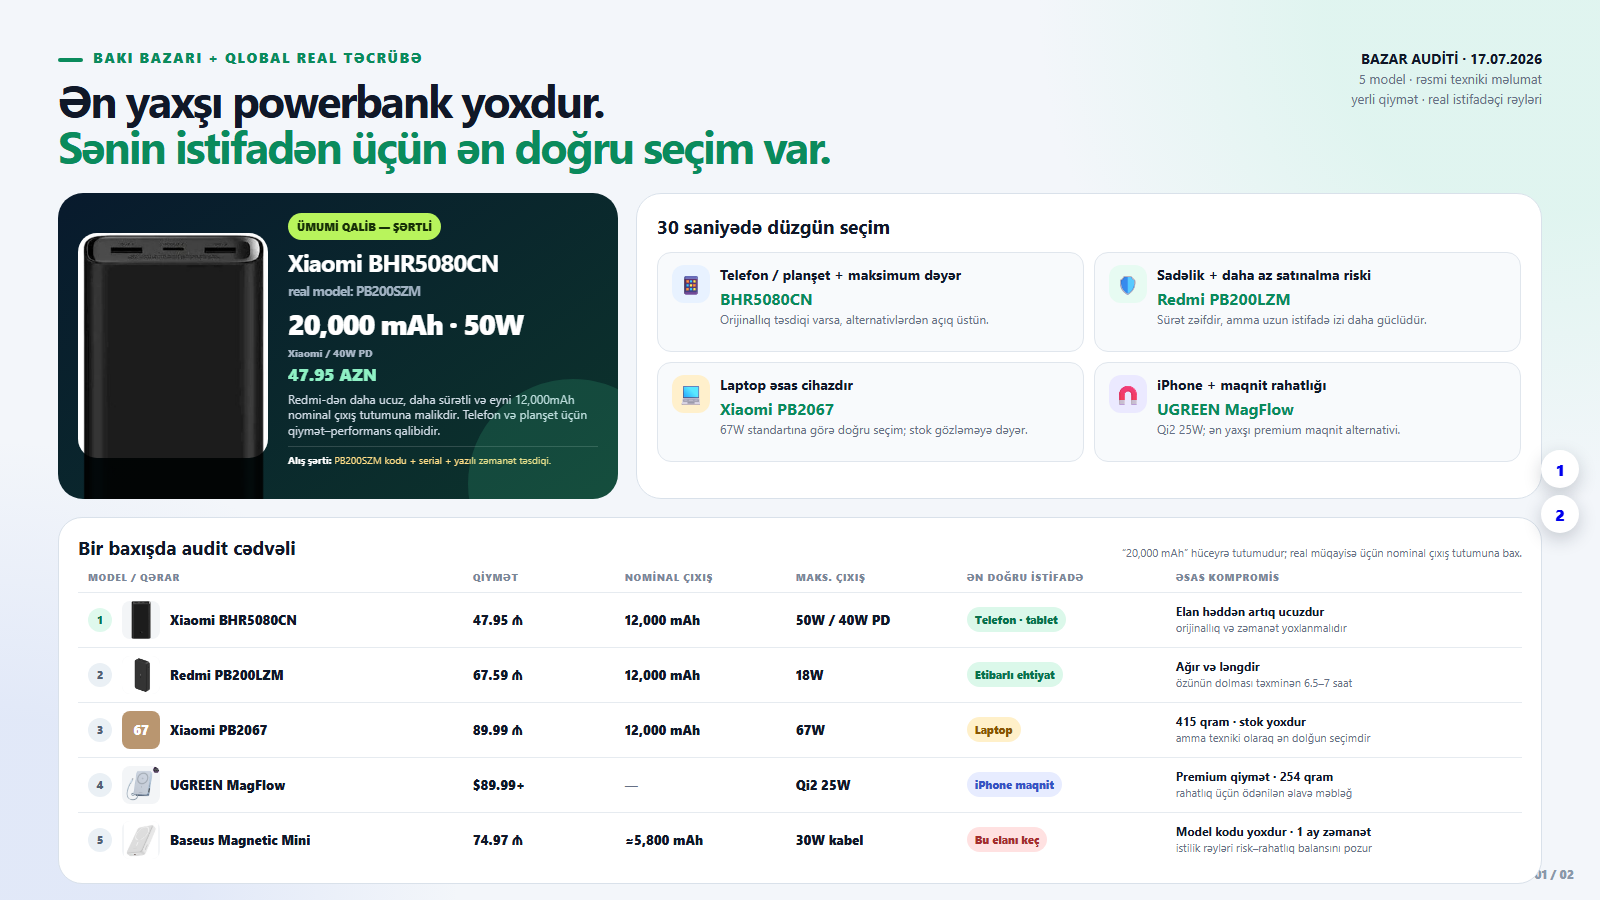 BAKI BAZARI + QLOBAL REAL TƏCRÜBƏ
Ən yaxşı powerbank yoxdur.
Sənin istifadən üçün ən doğru seçim var.
BAZAR AUDİTİ · 17.07.2026
5 model · rəsmi texniki məlumat
yerli qiymət · real istifadəçi rəyləri
ÜMUMİ QALİB — ŞƏRTLİ
Xiaomi BHR5080CN
real model: PB200SZM
20,000 mAh · 50W
Xiaomi / 40W PD
47.95 AZN
Redmi-dən daha ucuz, daha sürətli və eyni 12,000mAh
nominal çıxış tutumuna malikdir. Telefon və planşet üçün
qiymət–performans qalibidir.
Alış şərti: PB200SZM kodu + serial + yazılı zəmanət təsdiqi.
30 saniyədə düzgün seçim
Telefon / planşet + maksimum dəyər
BHR5080CN
Orijinallıq təsdiqi varsa, alternativlərdən açıq üstün.
Sadəlik + daha az satınalma riski
Redmi PB200LZM
Sürət zəifdir, amma uzun istifadə izi daha güclüdür.
Laptop əsas cihazdır
Xiaomi PB2067
67W standartına görə doğru seçim; stok gözləməyə dəyər.
iPhone + maqnit rahatlığı
UGREEN MagFlow
Qi2 25W; ən yaxşı premium maqnit alternativi.
1
2
Bir baxışda audit cədvəli
"20,000 mAh" hüceyrə tutumudur; real müqayisə üçün nominal çıxış tutumuna bax.
MODEL / QƏRAR QİYMƏT NOMİNAL ÇIXIŞ MAKS. ÇIXIŞ ƏN DOĞRU İSTİFADƏ ƏSAS KOMPROMİS
1 Xiaomi BHR5080CN 47.95 ₼ 12,000 mAh 50W / 40W PD Telefon · tablet Elan həddən artıq ucuzdur
orijinallıq və zəmanət yoxlanmalıdır
2 Redmi PB200LZM 67.59 ₼ 12,000 mAh 18W Etibarlı ehtiyat Ağır və ləngdir
özünün dolması təxminən 6.5–7 saat
3 67 Xiaomi PB2067 89.99 ₼ 12,000 mAh 67W Laptop 415 qram · stok yoxdur
amma texniki olaraq ən dolğun seçimdir
4 UGREEN MagFlow $89.99+ — Qi2 25W iPhone maqnit Premium qiymət · 254 qram
rahatlıq üçün ödənilən əlavə məbləğ
5 Baseus Magnetic Mini 74.97 ₼ ≈5,800 mAh 30W kabel Bu elanı keç Model kodu yoxdur · 1 ay zəmanət
istilik rəyləri risk–rahatlıq balansını pozur
01 / 02